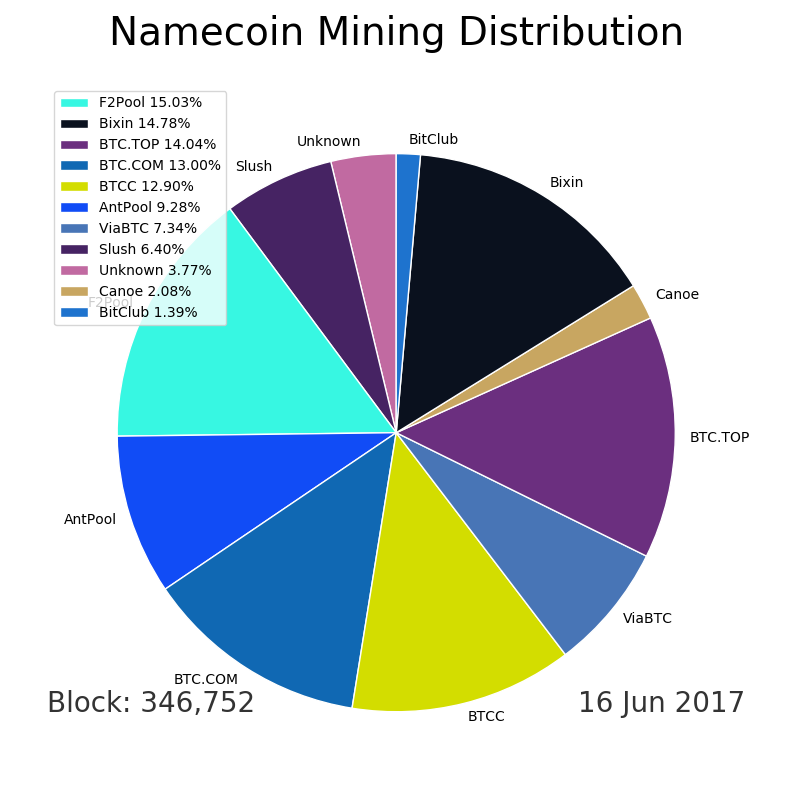 Namecoin Mining Distribution
F2Pool 15.03%
Bixin 14.78%
BTC.TOP 14.04%
BTC.COM 13.00%
BTCC 12.90%
AntPool 9.28%
ViaBTC 7.34%
Slush 6.40%
Unknown 3.77%
Canoe 2.08%
BitClub 1.39%
BitClub
Unknown
Slush
Bixin
Canoe
F2Pool
BTC.TOP
AntPool
ViaBTC
BTC.COM
BTCC
Block: 346,752
16 Jun 2017